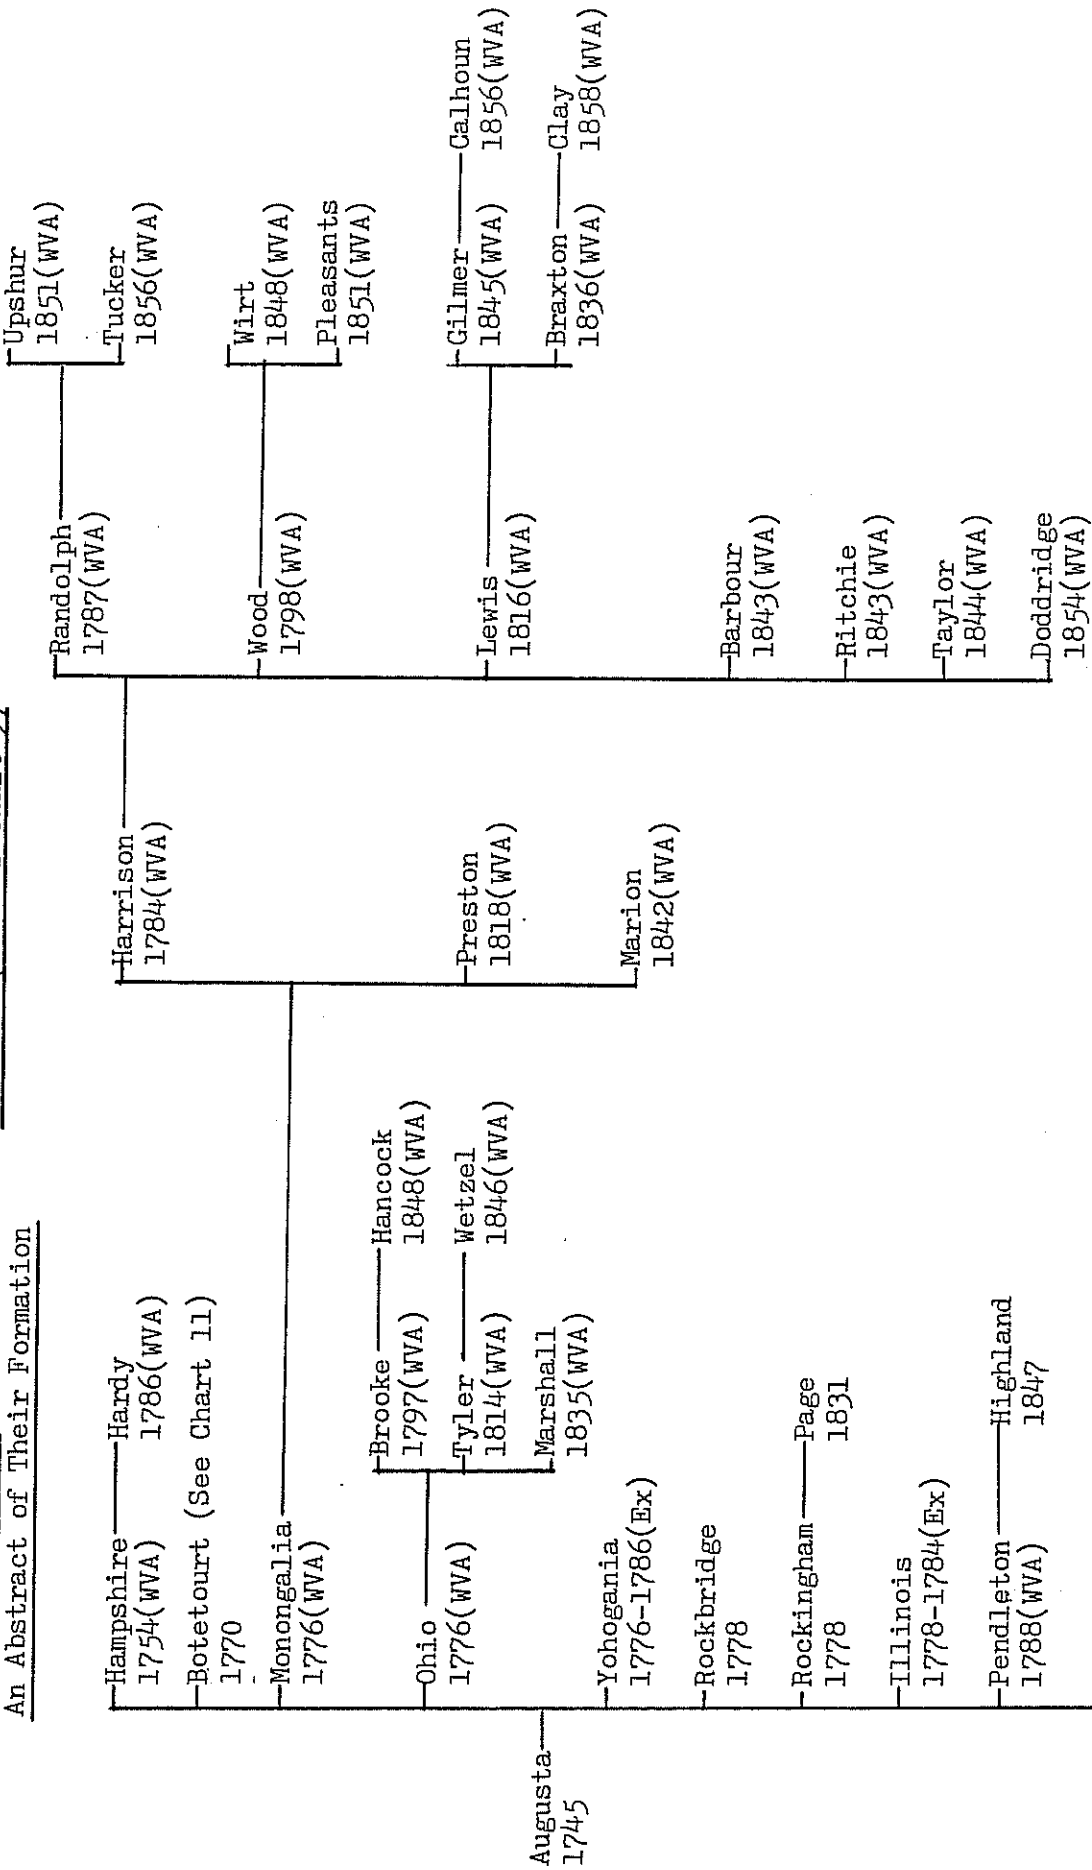 An Abstract of Their Formation
Augusta
1745
Hampshire
1754(WVA)
Hardy
1786(WVA)
Botetourt (See Chart 11)
1770
Monongalia
1776(WVA)
Harrison
1784(WVA)
Randolph
1787(WVA)
Upshur
1851(WVA)
Tucker
1856(WVA)
Wood
1798(WVA)
Wirt
1848(WVA)
Pleasants
1851(WVA)
Lewis
1816(WVA)
Gilmer
1845(WVA)
Calhoun
1856(WVA)
Braxton
1836(WVA)
Clay
1858(WVA)
Barbour
1843(WVA)
Ritchie
1843(WVA)
Taylor
1844(WVA)
Doddridge
1854(WVA)
Preston
1818(WVA)
Marion
1842(WVA)
Ohio
1776(WVA)
Brooke
1797(WVA)
Hancock
1848(WVA)
Tyler
1814(WVA)
Wetzel
1846(WVA)
Marshall
1835(WVA)
Yohogania
1776-1786(Ex)
Rockbridge
1778
Rockingham
1778
Page
1831
Illinois
1778-1784(Ex)
Pendleton
1788(WVA)
Highland
1847